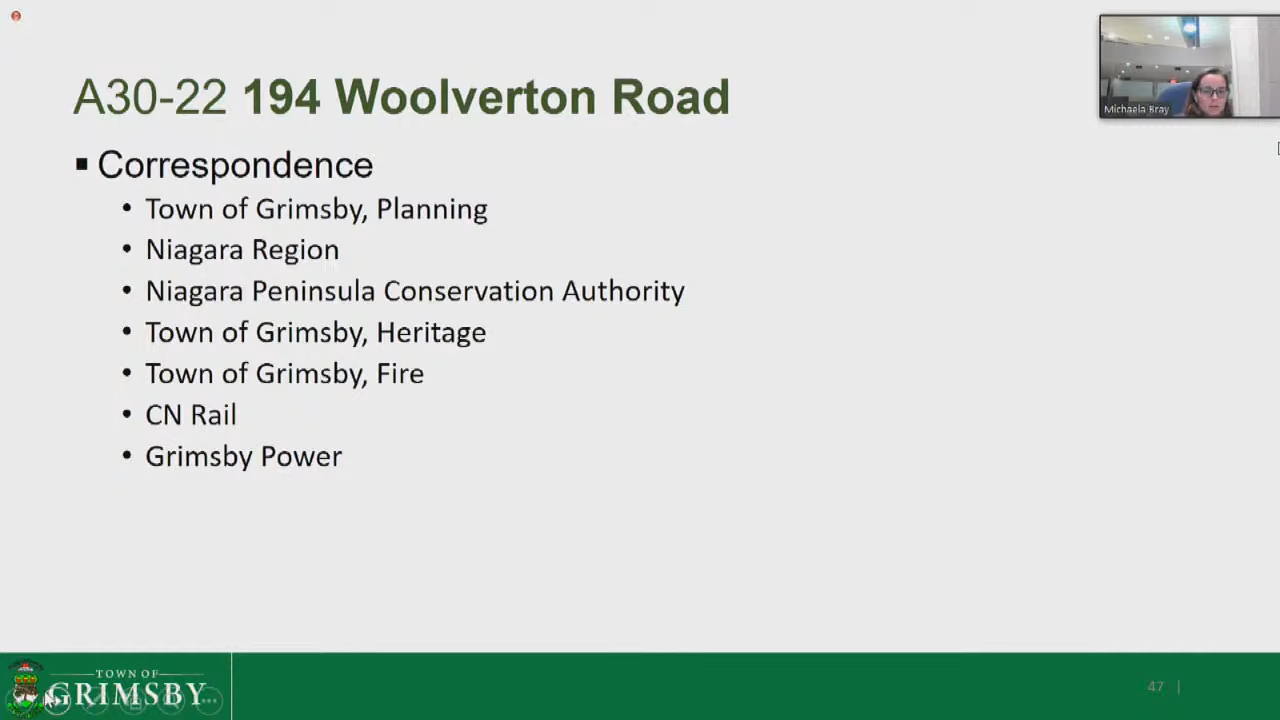 A30-22 194 Woolverton Road
Michaela Bray
▪ Correspondence
• Town of Grimsby, Planning
• Niagara Region
• Niagara Peninsula Conservation Authority
• Town of Grimsby, Heritage
• Town of Grimsby, Fire
• CN Rail
• Grimsby Power
TOWN OF
GRIMSBY
47 |